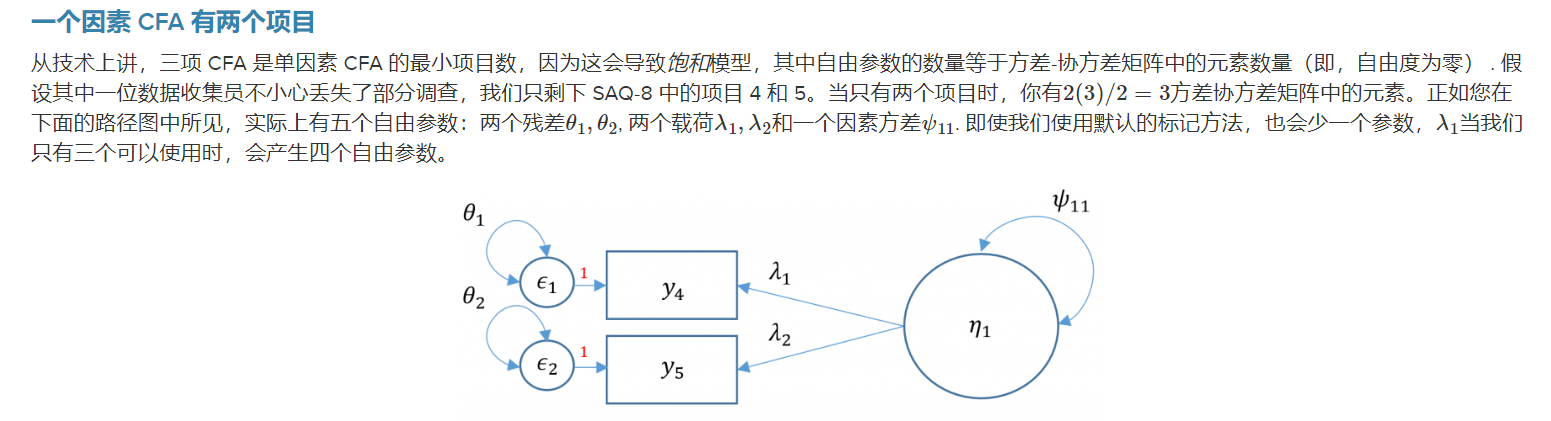 一个因素 CFA 有两个项目
从技术上讲，三项 CFA 是单因素 CFA 的最小项目数，因为这会导致饱和模型，其中自由参数的数量等于方差-协方差矩阵中的元素数量（即，自由度为零）. 假
设其中一位数据收集员不小心丢失了部分调查，我们只剩下 SAQ-8 中的项目 4 和 5。当只有两个项目时，你有2(3)/2 = 3方差协方差矩阵中的元素。正如您在
下面的路径图中所见，实际上有五个自由参数：两个残差θ₁, θ₂, 两个载荷λ₁, λ₂和一个因素方差ψ₁₁. 即使我们使用默认的标记方法，也会少一个参数，λ₁当我们
只有三个可以使用时，会产生四个自由参数。
ψ₁₁
θ₁
ϵ₁ 1 y₄ λ₁
θ₂
η₁
λ₂
ϵ₂ 1 y₅